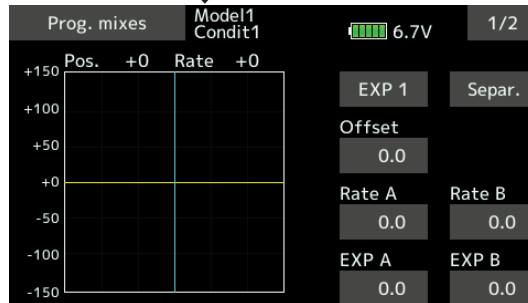 Prog. mixes
Model1
Condit1
6.7V
1/2
Pos. +0 Rate +0
+150
+100
+50
+0
-50
-100
-150
EXP 1
Separ.
Offset
0.0
Rate A Rate B
0.0 0.0
EXP A EXP B
0.0 0.0